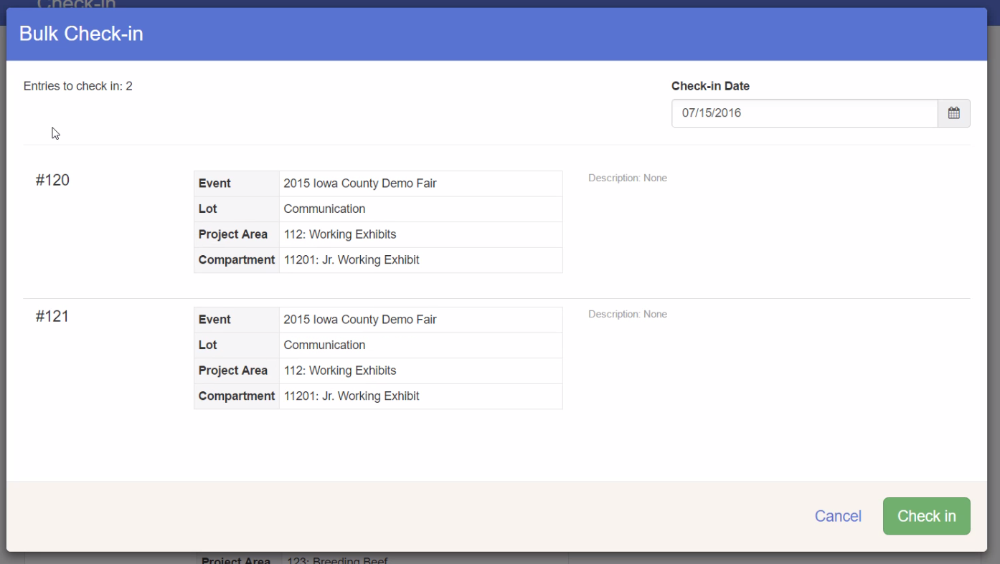 Check-in
Bulk Check-in
Entries to check in: 2
Check-in Date
07/15/2016
#120
Event 2015 Iowa County Demo Fair
Lot Communication
Project Area 112: Working Exhibits
Compartment 11201: Jr. Working Exhibit
Description: None
#121
Event 2015 Iowa County Demo Fair
Lot Communication
Project Area 112: Working Exhibits
Compartment 11201: Jr. Working Exhibit
Description: None
Cancel Check in
Project Area 123: Breeding Beef